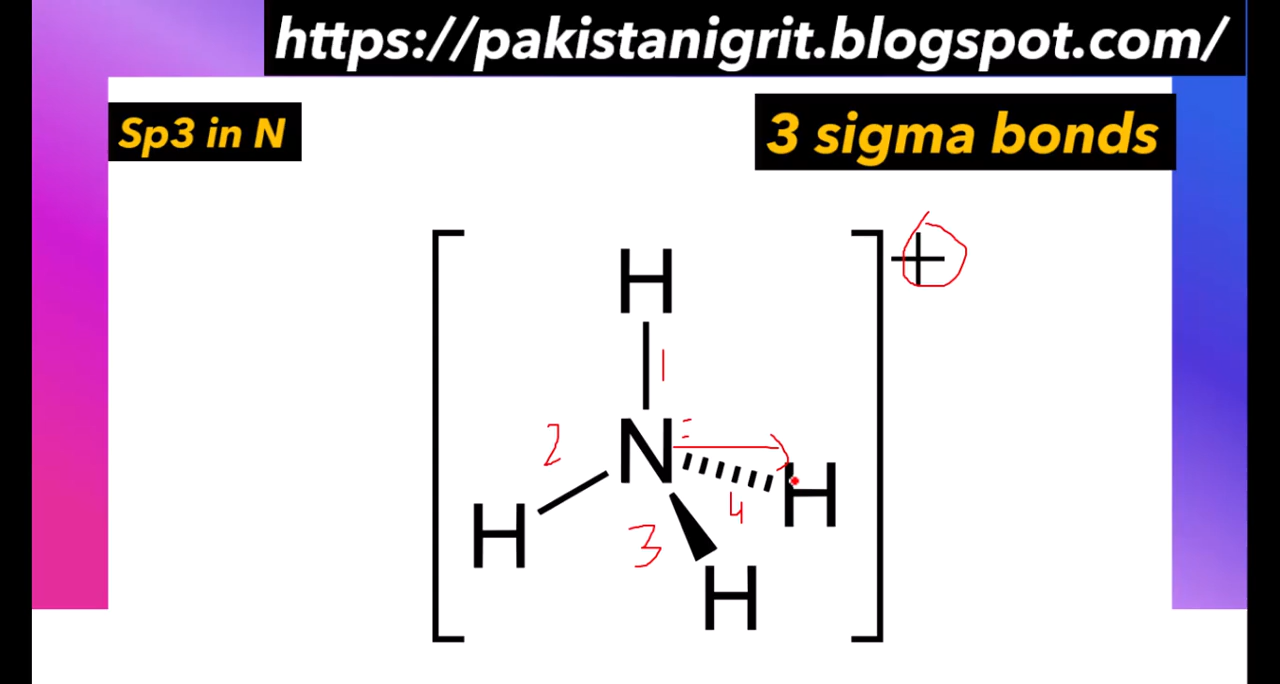 https://pakistanigrit.blogspot.com/
Sp3 in N
3 sigma bonds
+
H
1
N
2
H
4
H
3
H